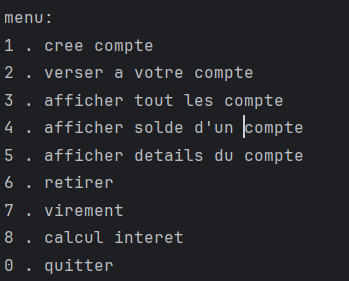 menu:
1 . cree compte
2 . verser a votre compte
3 . afficher tout les compte
4 . afficher solde d'un compte
5 . afficher details du compte
6 . retirer
7 . virement
8 . calcul interet
0 . quitter